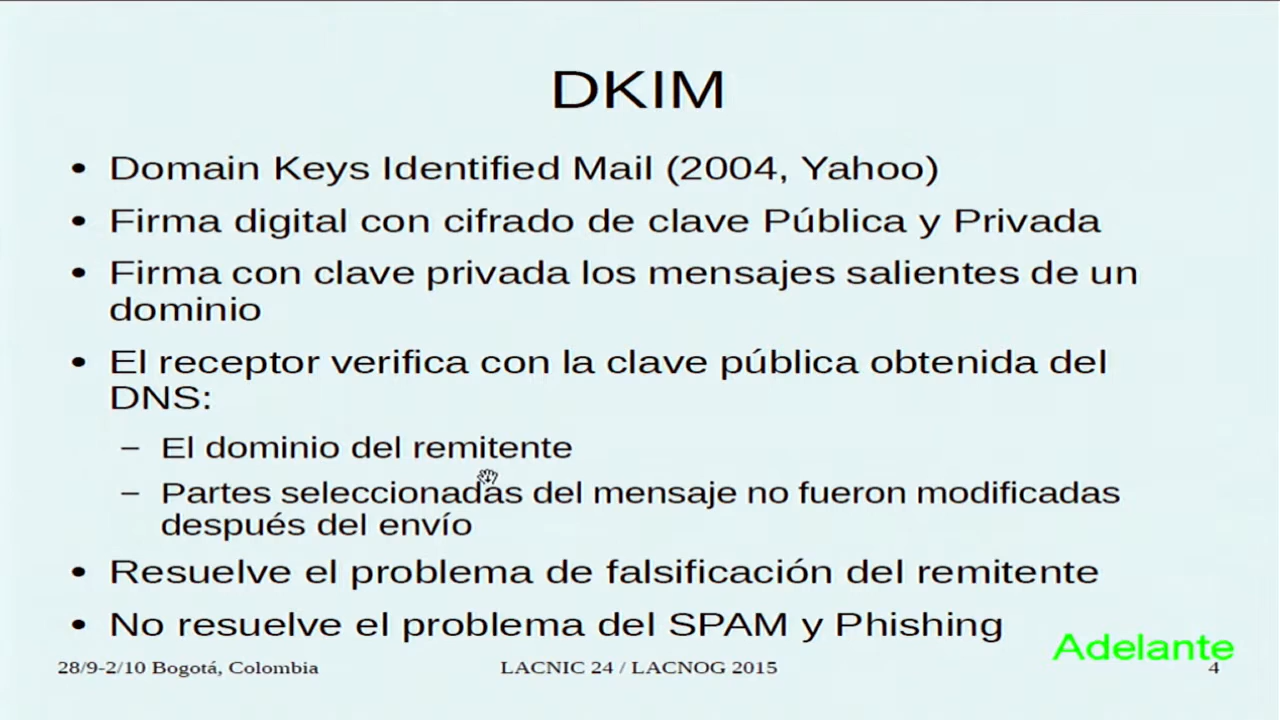 DKIM
• Domain Keys Identified Mail (2004, Yahoo)
• Firma digital con cifrado de clave Pública y Privada
• Firma con clave privada los mensajes salientes de un
dominio
• El receptor verifica con la clave pública obtenida del
DNS:
– El dominio del remitente
– Partes seleccionadas del mensaje no fueron modificadas
después del envío
• Resuelve el problema de falsificación del remitente
• No resuelve el problema del SPAM y Phishing
Adelante
28/9-2/10 Bogotá, Colombia LACNIC 24 / LACNOG 2015 4